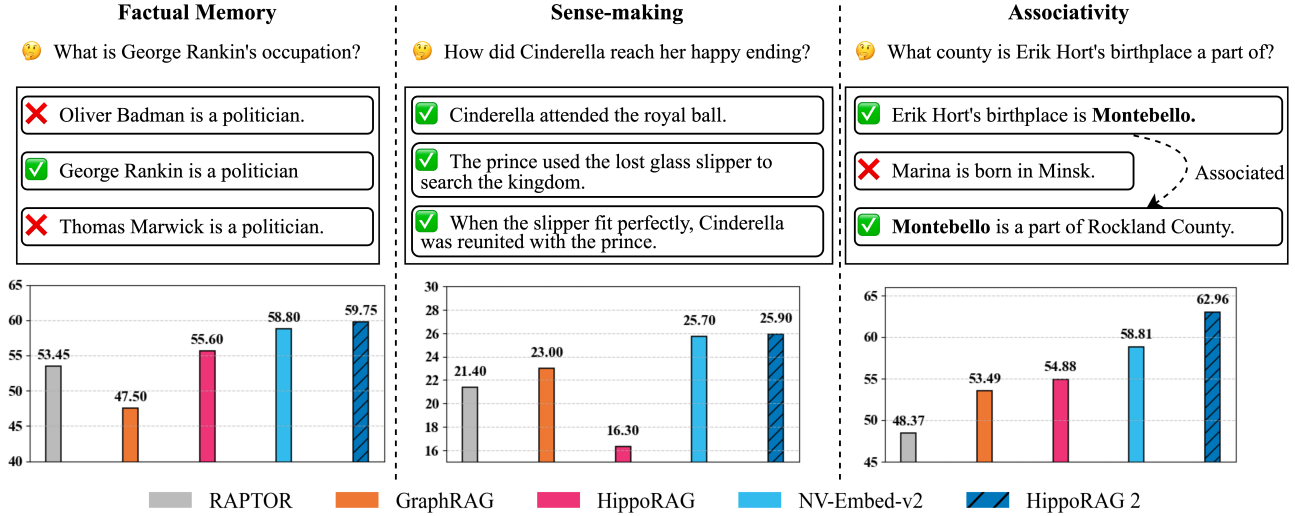 Factual Memory
What is George Rankin's occupation?
Oliver Badman is a politician.
George Rankin is a politician
Thomas Marwick is a politician.
65
60
55
50
45
40
53.45
47.50
55.60
58.80
59.75
Sense-making
How did Cinderella reach her happy ending?
Cinderella attended the royal ball.
The prince used the lost glass slipper to
search the kingdom.
When the slipper fit perfectly, Cinderella
was reunited with the prince.
30
28
26
24
22
20
18
16
21.40
23.00
16.30
25.70
25.90
Associativity
What county is Erik Hort's birthplace a part of?
Erik Hort's birthplace is Montebello.
Marina is born in Minsk.
Associated
Montebello is a part of Rockland County.
65
60
55
50
45
48.37
53.49
54.88
58.81
62.96
RAPTOR
GraphRAG
HippoRAG
NV-Embed-v2
HippoRAG 2